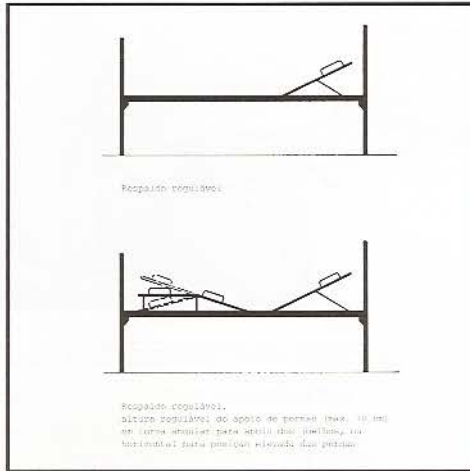 Respaldo regulável
Respaldo regulável,
altura regulável do apoio de pernas (max. 30 cm)
em forma angular para apoio dos joelhos, ou
horizontal para posição elevada das pernas